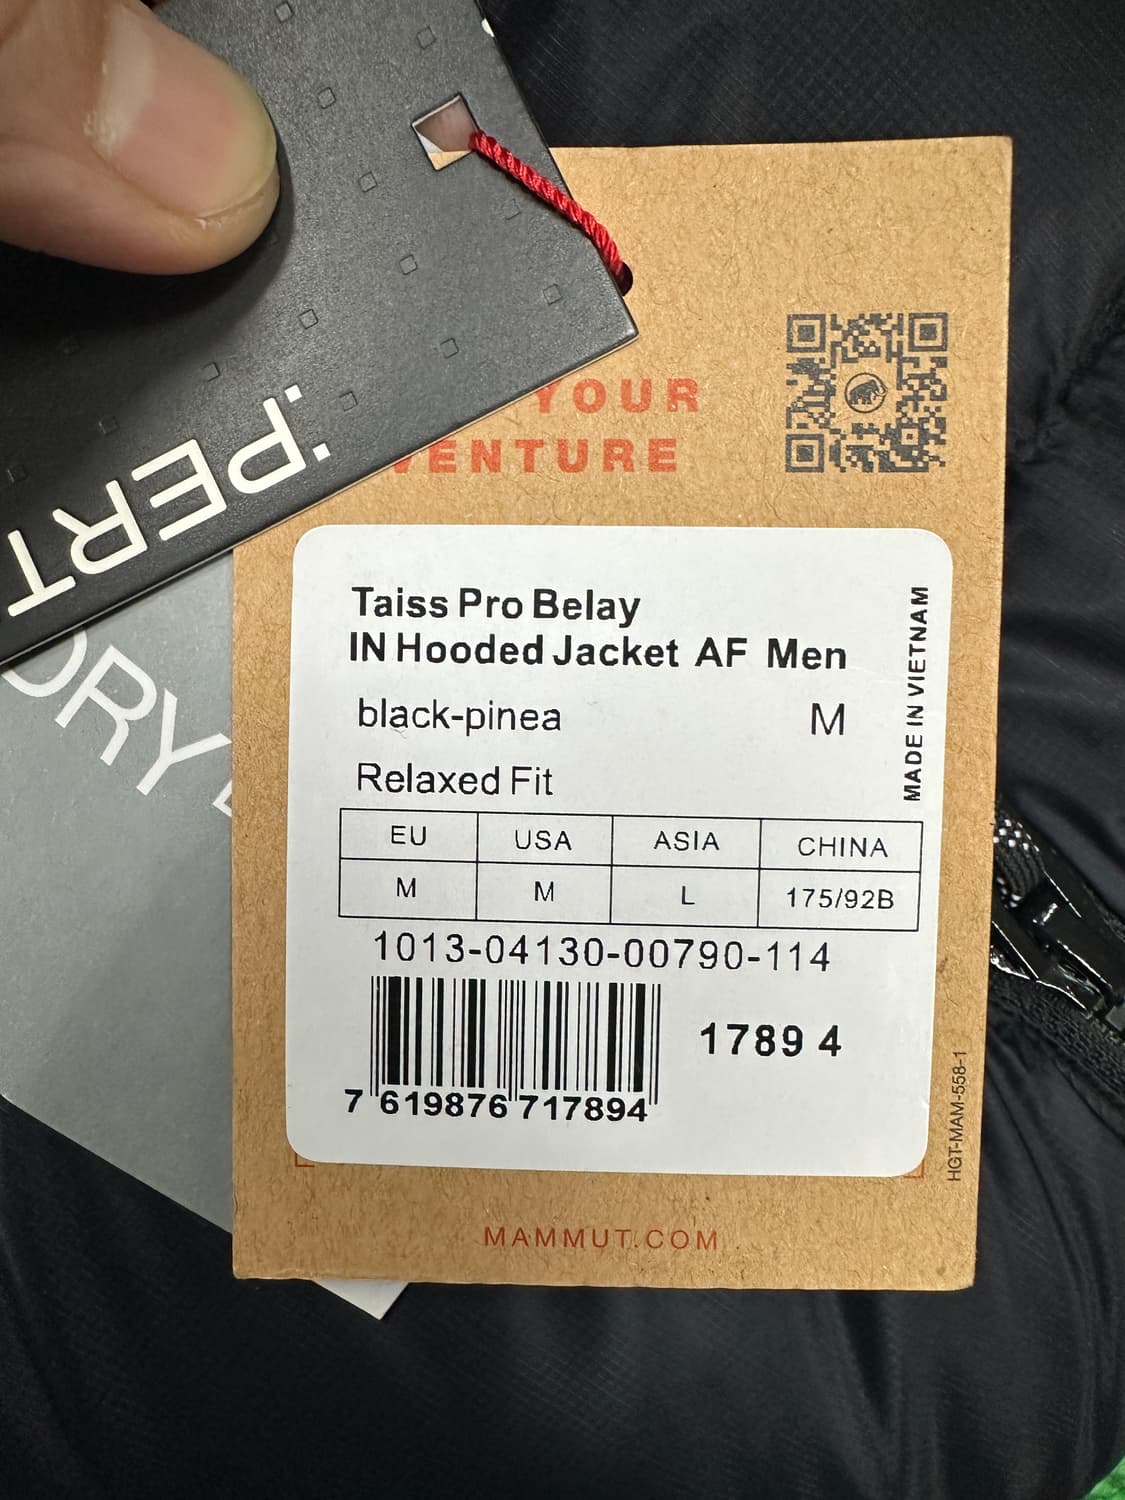 YOUR
VENTURE
PERT
DRY
Taiss Pro Belay
IN Hooded Jacket AF Men
black-pinea M
Relaxed Fit
MADE IN VIETNAM
EU USA ASIA CHINA
M M L 175/92B
1013-04130-00790-114
1789 4
7 619876 717894
HGT-MAM-558-1
MAMMUT.COM